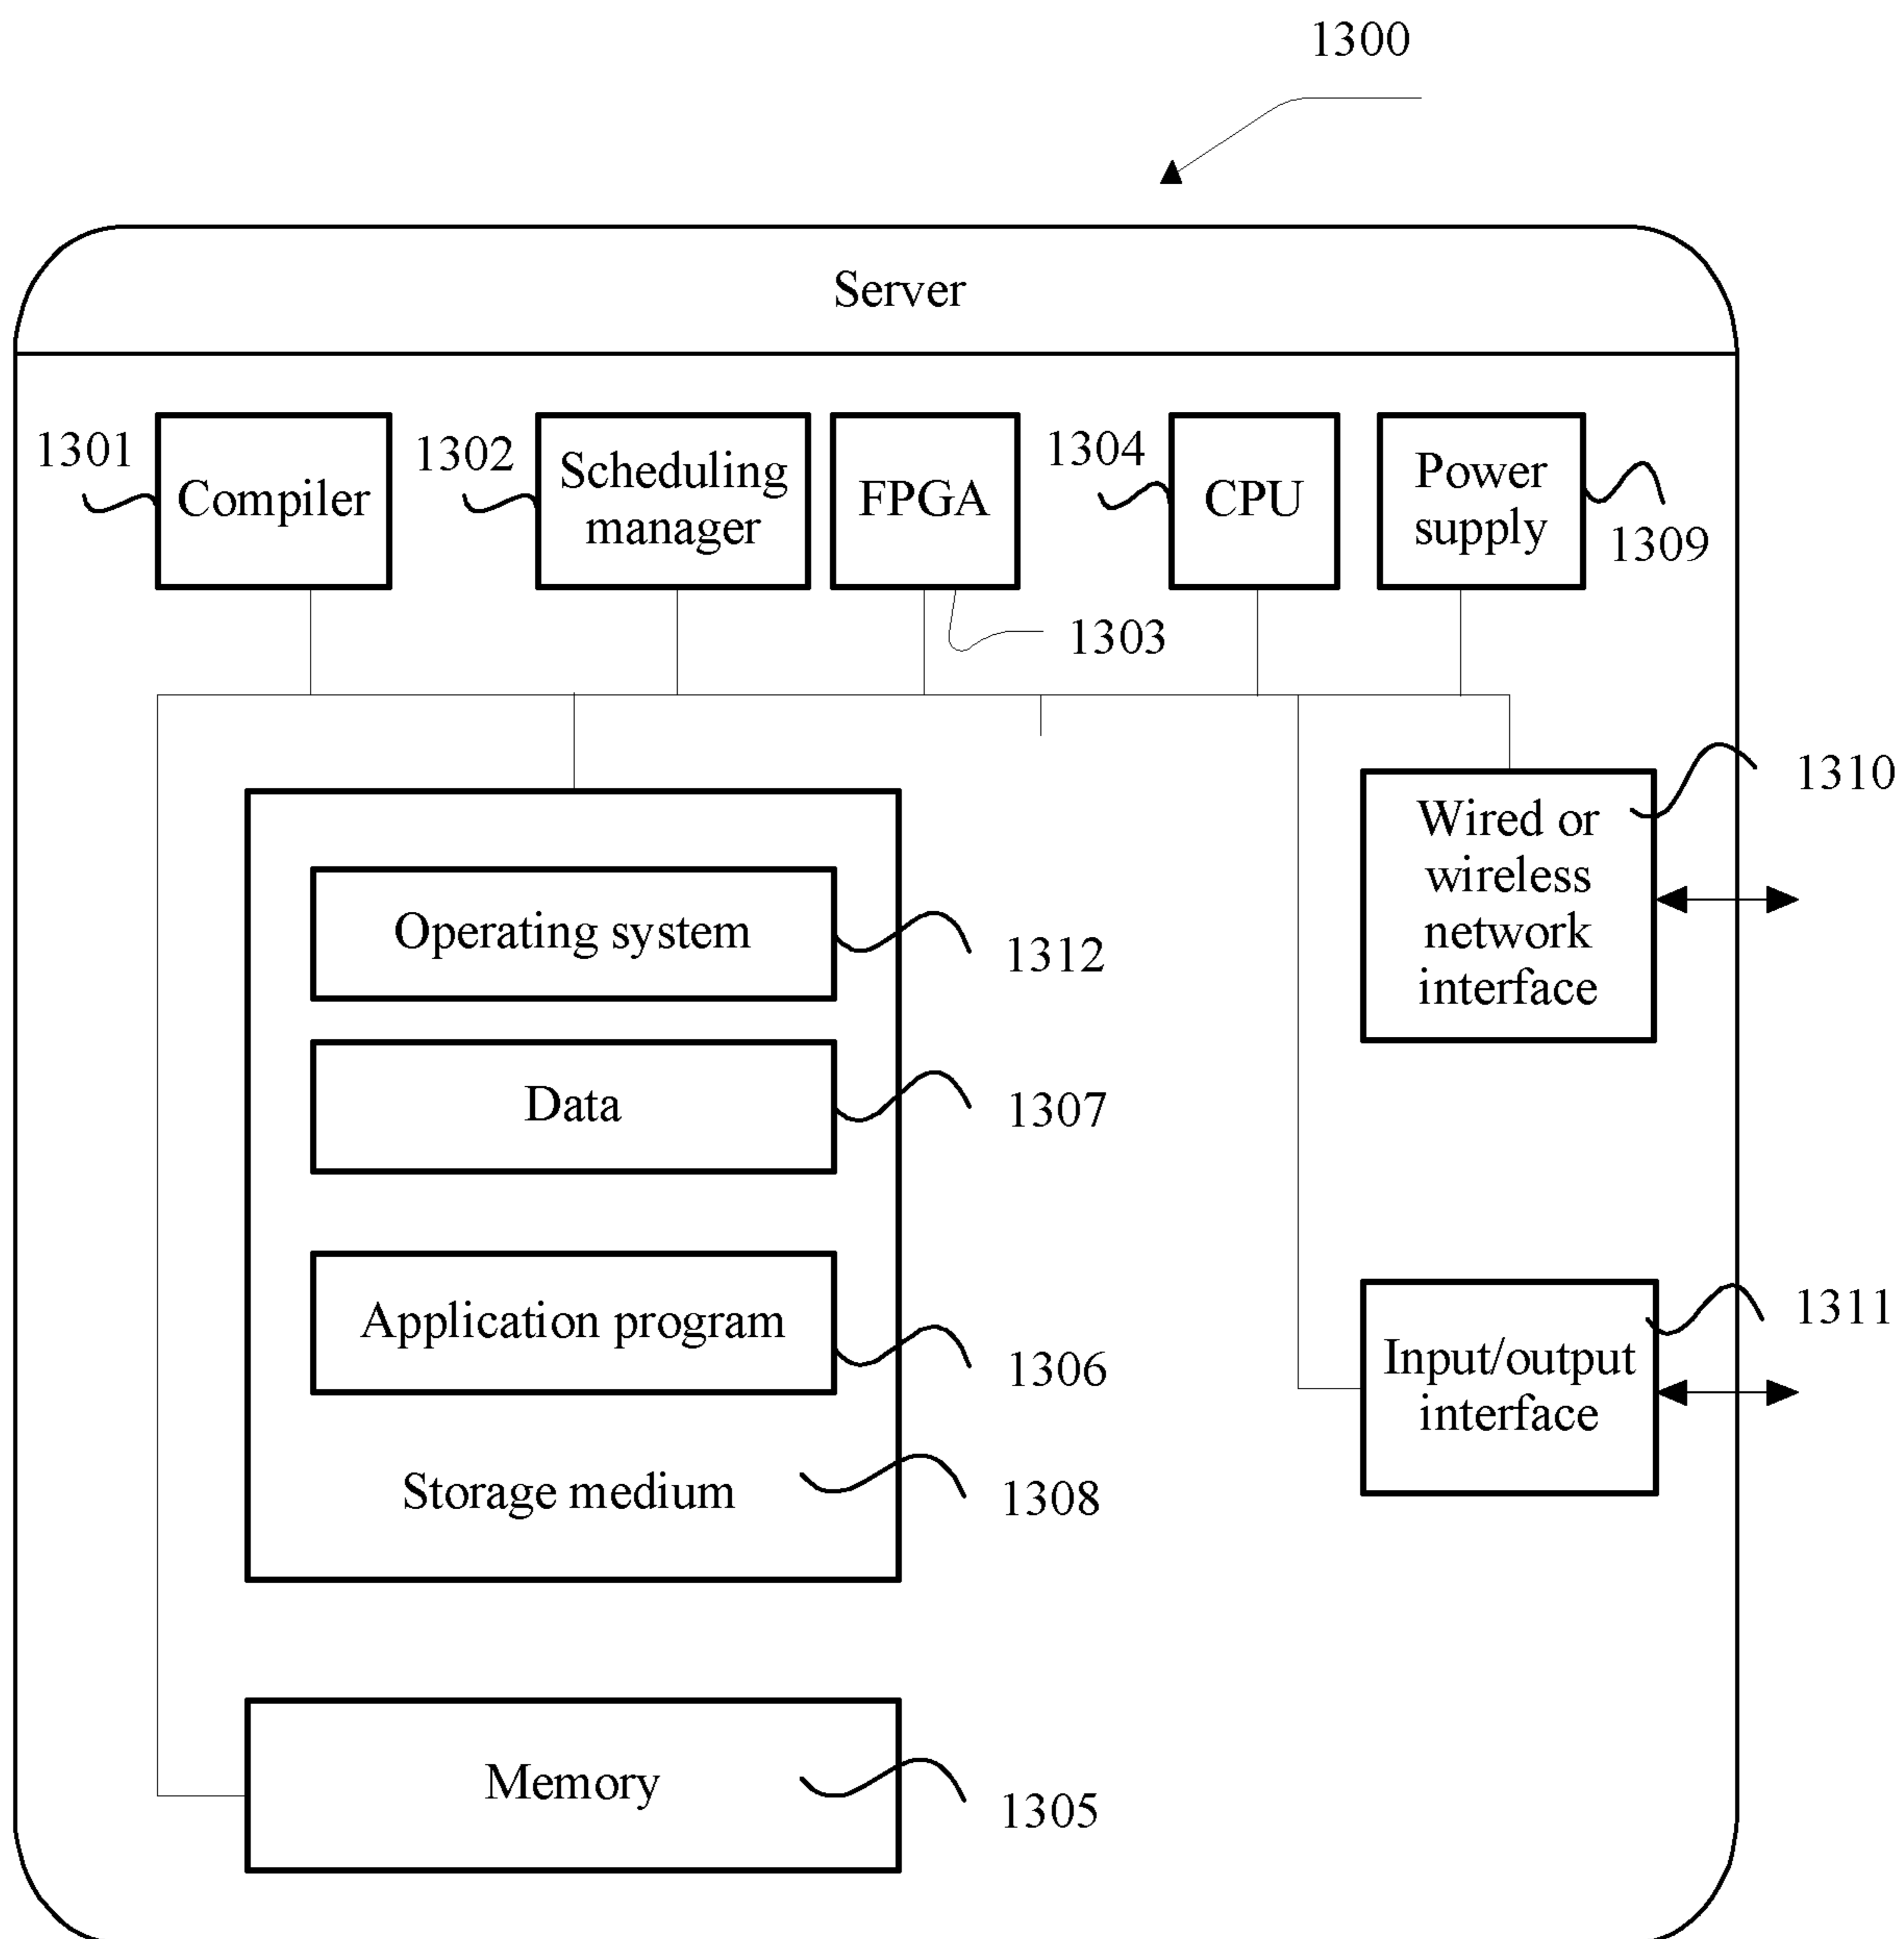 1300
Server
1301
Compiler
1302
Scheduling
manager
FPGA
1303
1304
CPU
Power
supply
1309
Wired or
wireless
network
interface
1310
Operating system
1312
Data
1307
Application program
1306
Storage medium
1308
Input/output
interface
1311
Memory
1305